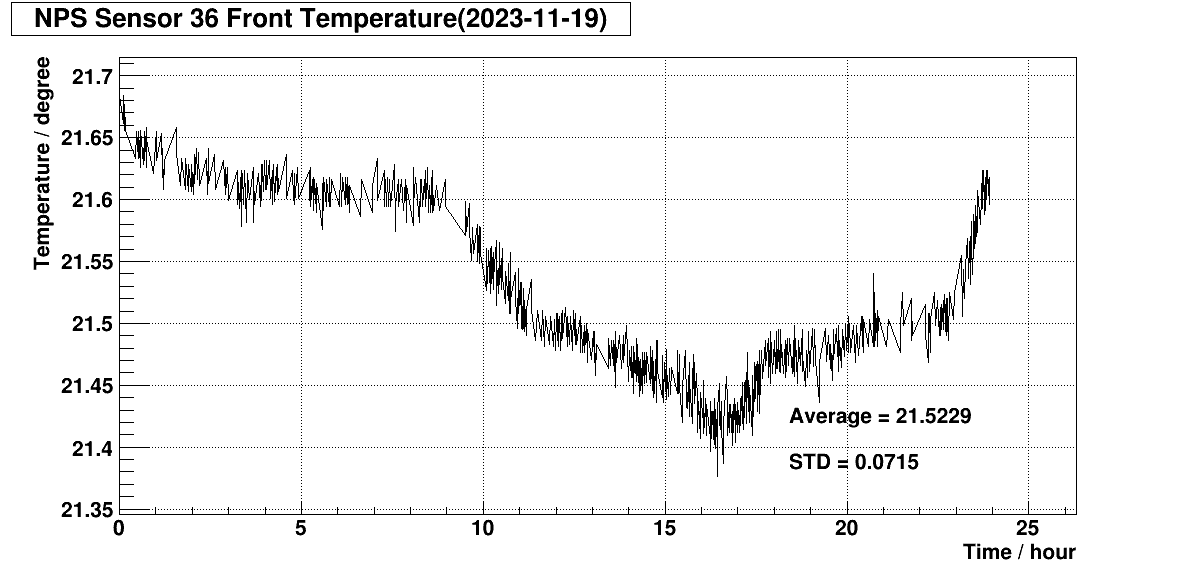 NPS Sensor 36 Front Temperature(2023-11-19)
Temperature / degree
21.7
21.65
21.6
21.55
21.5
21.45
21.4
21.35
Average = 21.5229
STD = 0.0715
0 5 10 15 20 25
Time / hour